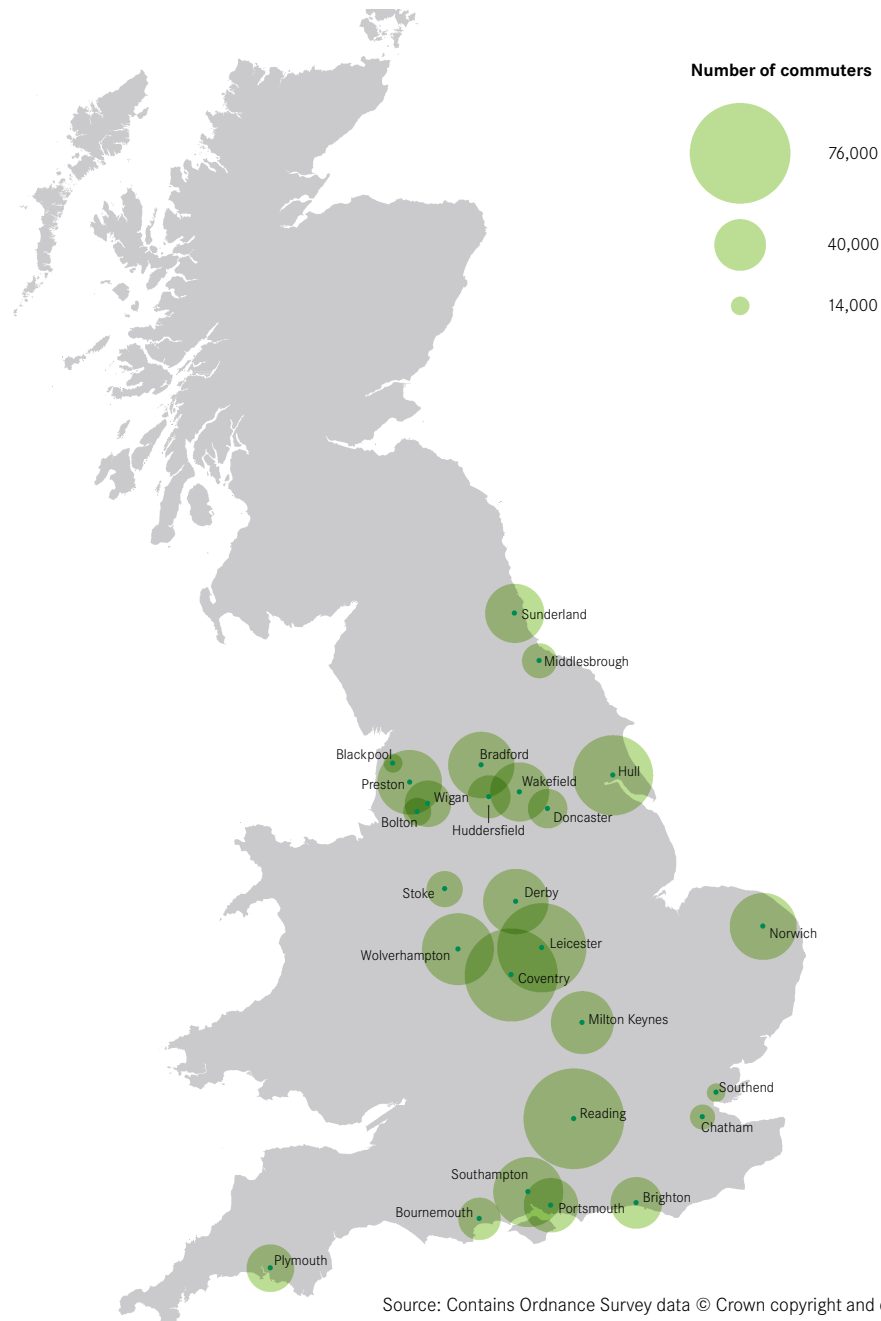 Number of commuters
76,000
40,000
14,000
Sunderland
Middlesbrough
Blackpool
Bradford
Hull
Preston
Wakefield
Wigan
Bolton
Doncaster
Huddersfield
Stoke
Derby
Norwich
Leicester
Wolverhampton
Coventry
Milton Keynes
Southend
Reading
Chatham
Southampton
Brighton
Bournemouth
Portsmouth
Plymouth
Source: Contains Ordnance Survey data © Crown copyright and